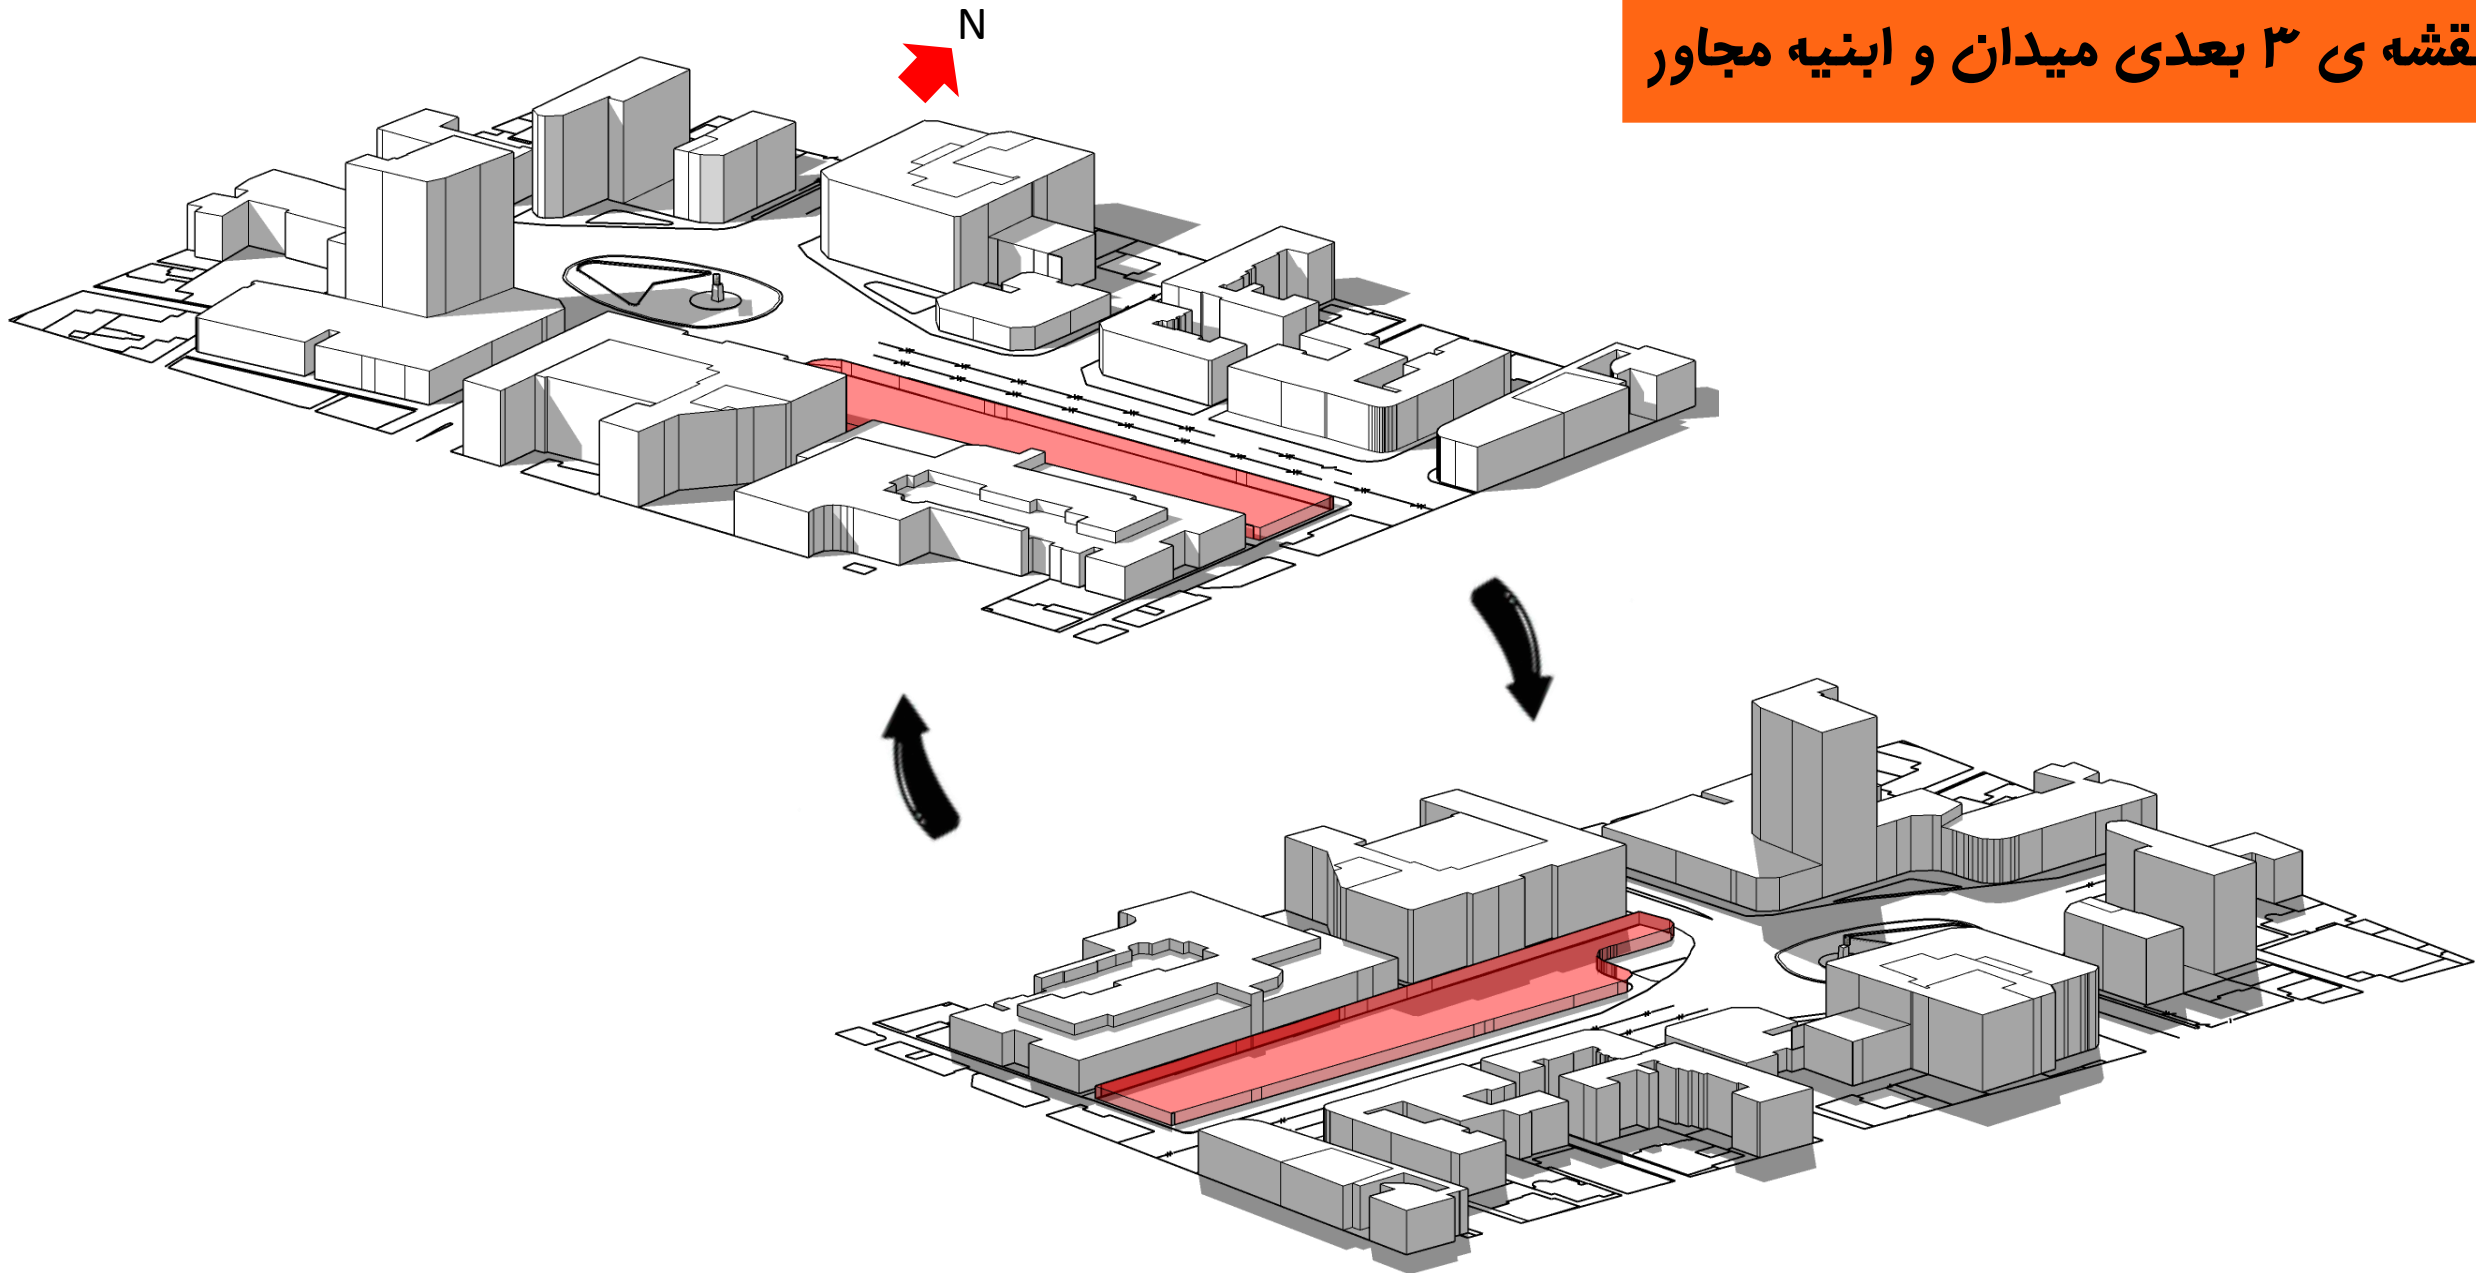 نقشه ی ۳ بعدی میدان و ابنیه مجاور
N